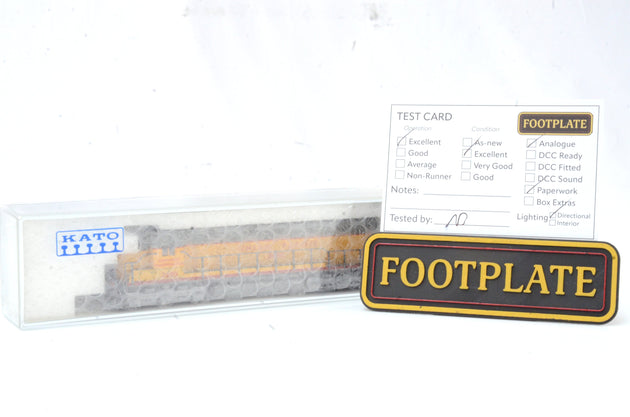 KATO
TEST CARD
FOOTPLATE
Operation
Condition
Excellent
Good
Average
Non-Runner
As-new
Excellent
Very Good
Good
Analogue
DCC Ready
DCC Fitted
DCC Sound
Paperwork
Box Extras
Notes:
Tested by:
Lighting:
Directional
Interior
FOOTPLATE